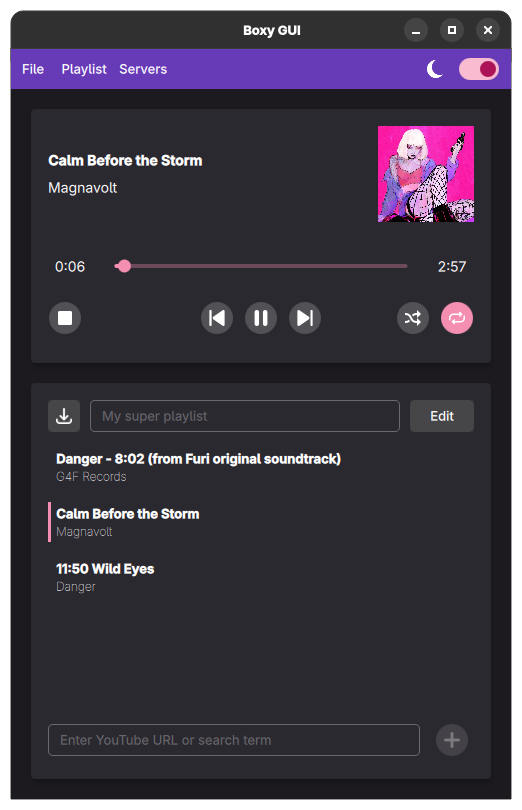 Boxy GUI
File Playlist Servers
Calm Before the Storm
Magnavolt
0:06 2:57
My super playlist Edit
Danger - 8:02 (from Furi original soundtrack)
G4F Records
Calm Before the Storm
Magnavolt
11:50 Wild Eyes
Danger
Enter YouTube URL or search term